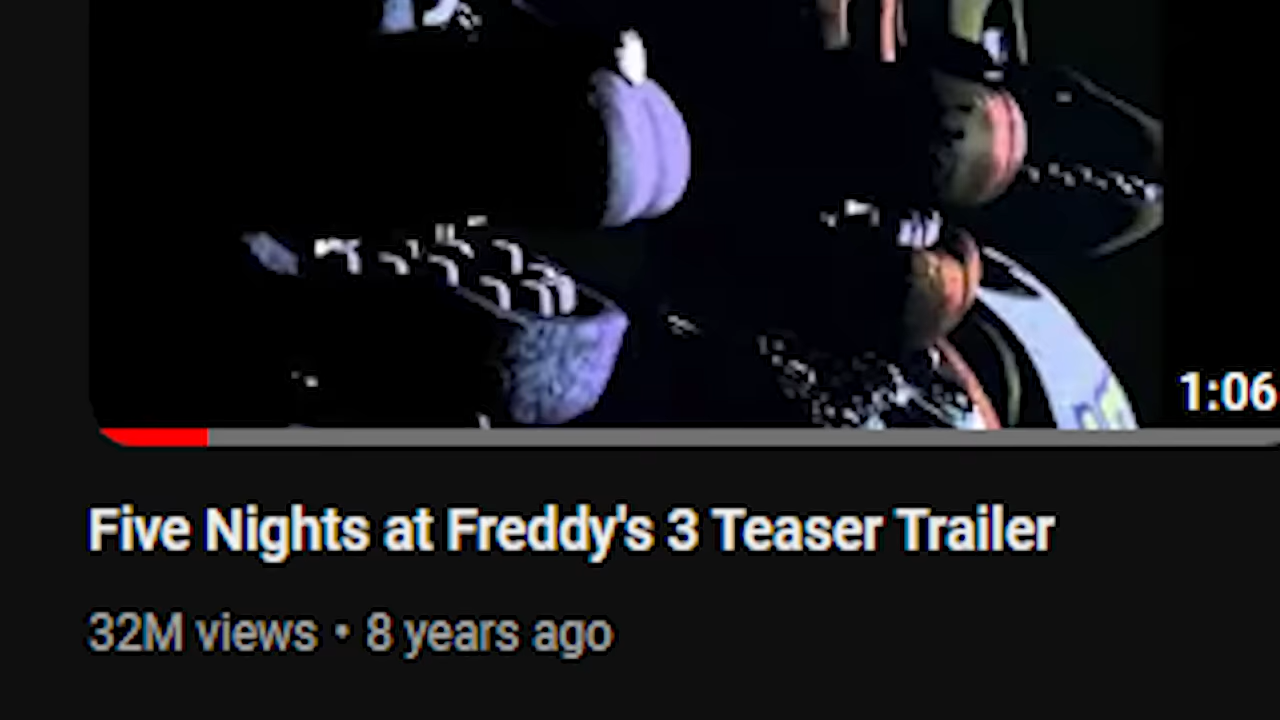 1:06
Five Nights at Freddy's 3 Teaser Trailer
32M views • 8 years ago